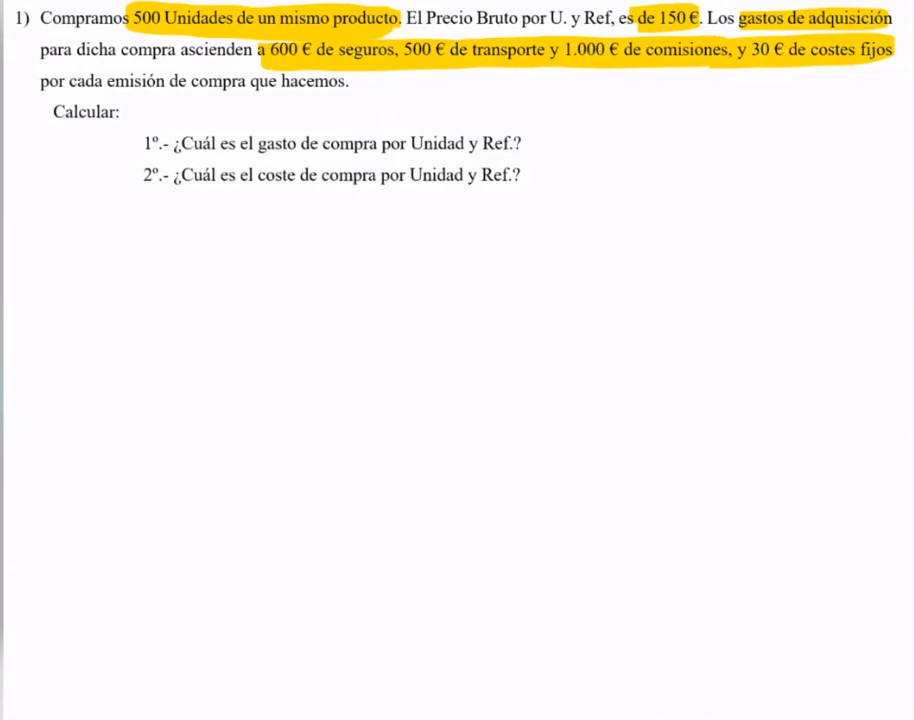 1) Compramos 500 Unidades de un mismo producto. El Precio Bruto por U. y Ref, es de 150 €. Los gastos de adquisición
para dicha compra ascienden a 600 € de seguros, 500 € de transporte y 1.000 € de comisiones, y 30 € de costes fijos
por cada emisión de compra que hacemos.
Calcular:
1º.- ¿Cuál es el gasto de compra por Unidad y Ref.?
2º.- ¿Cuál es el coste de compra por Unidad y Ref.?